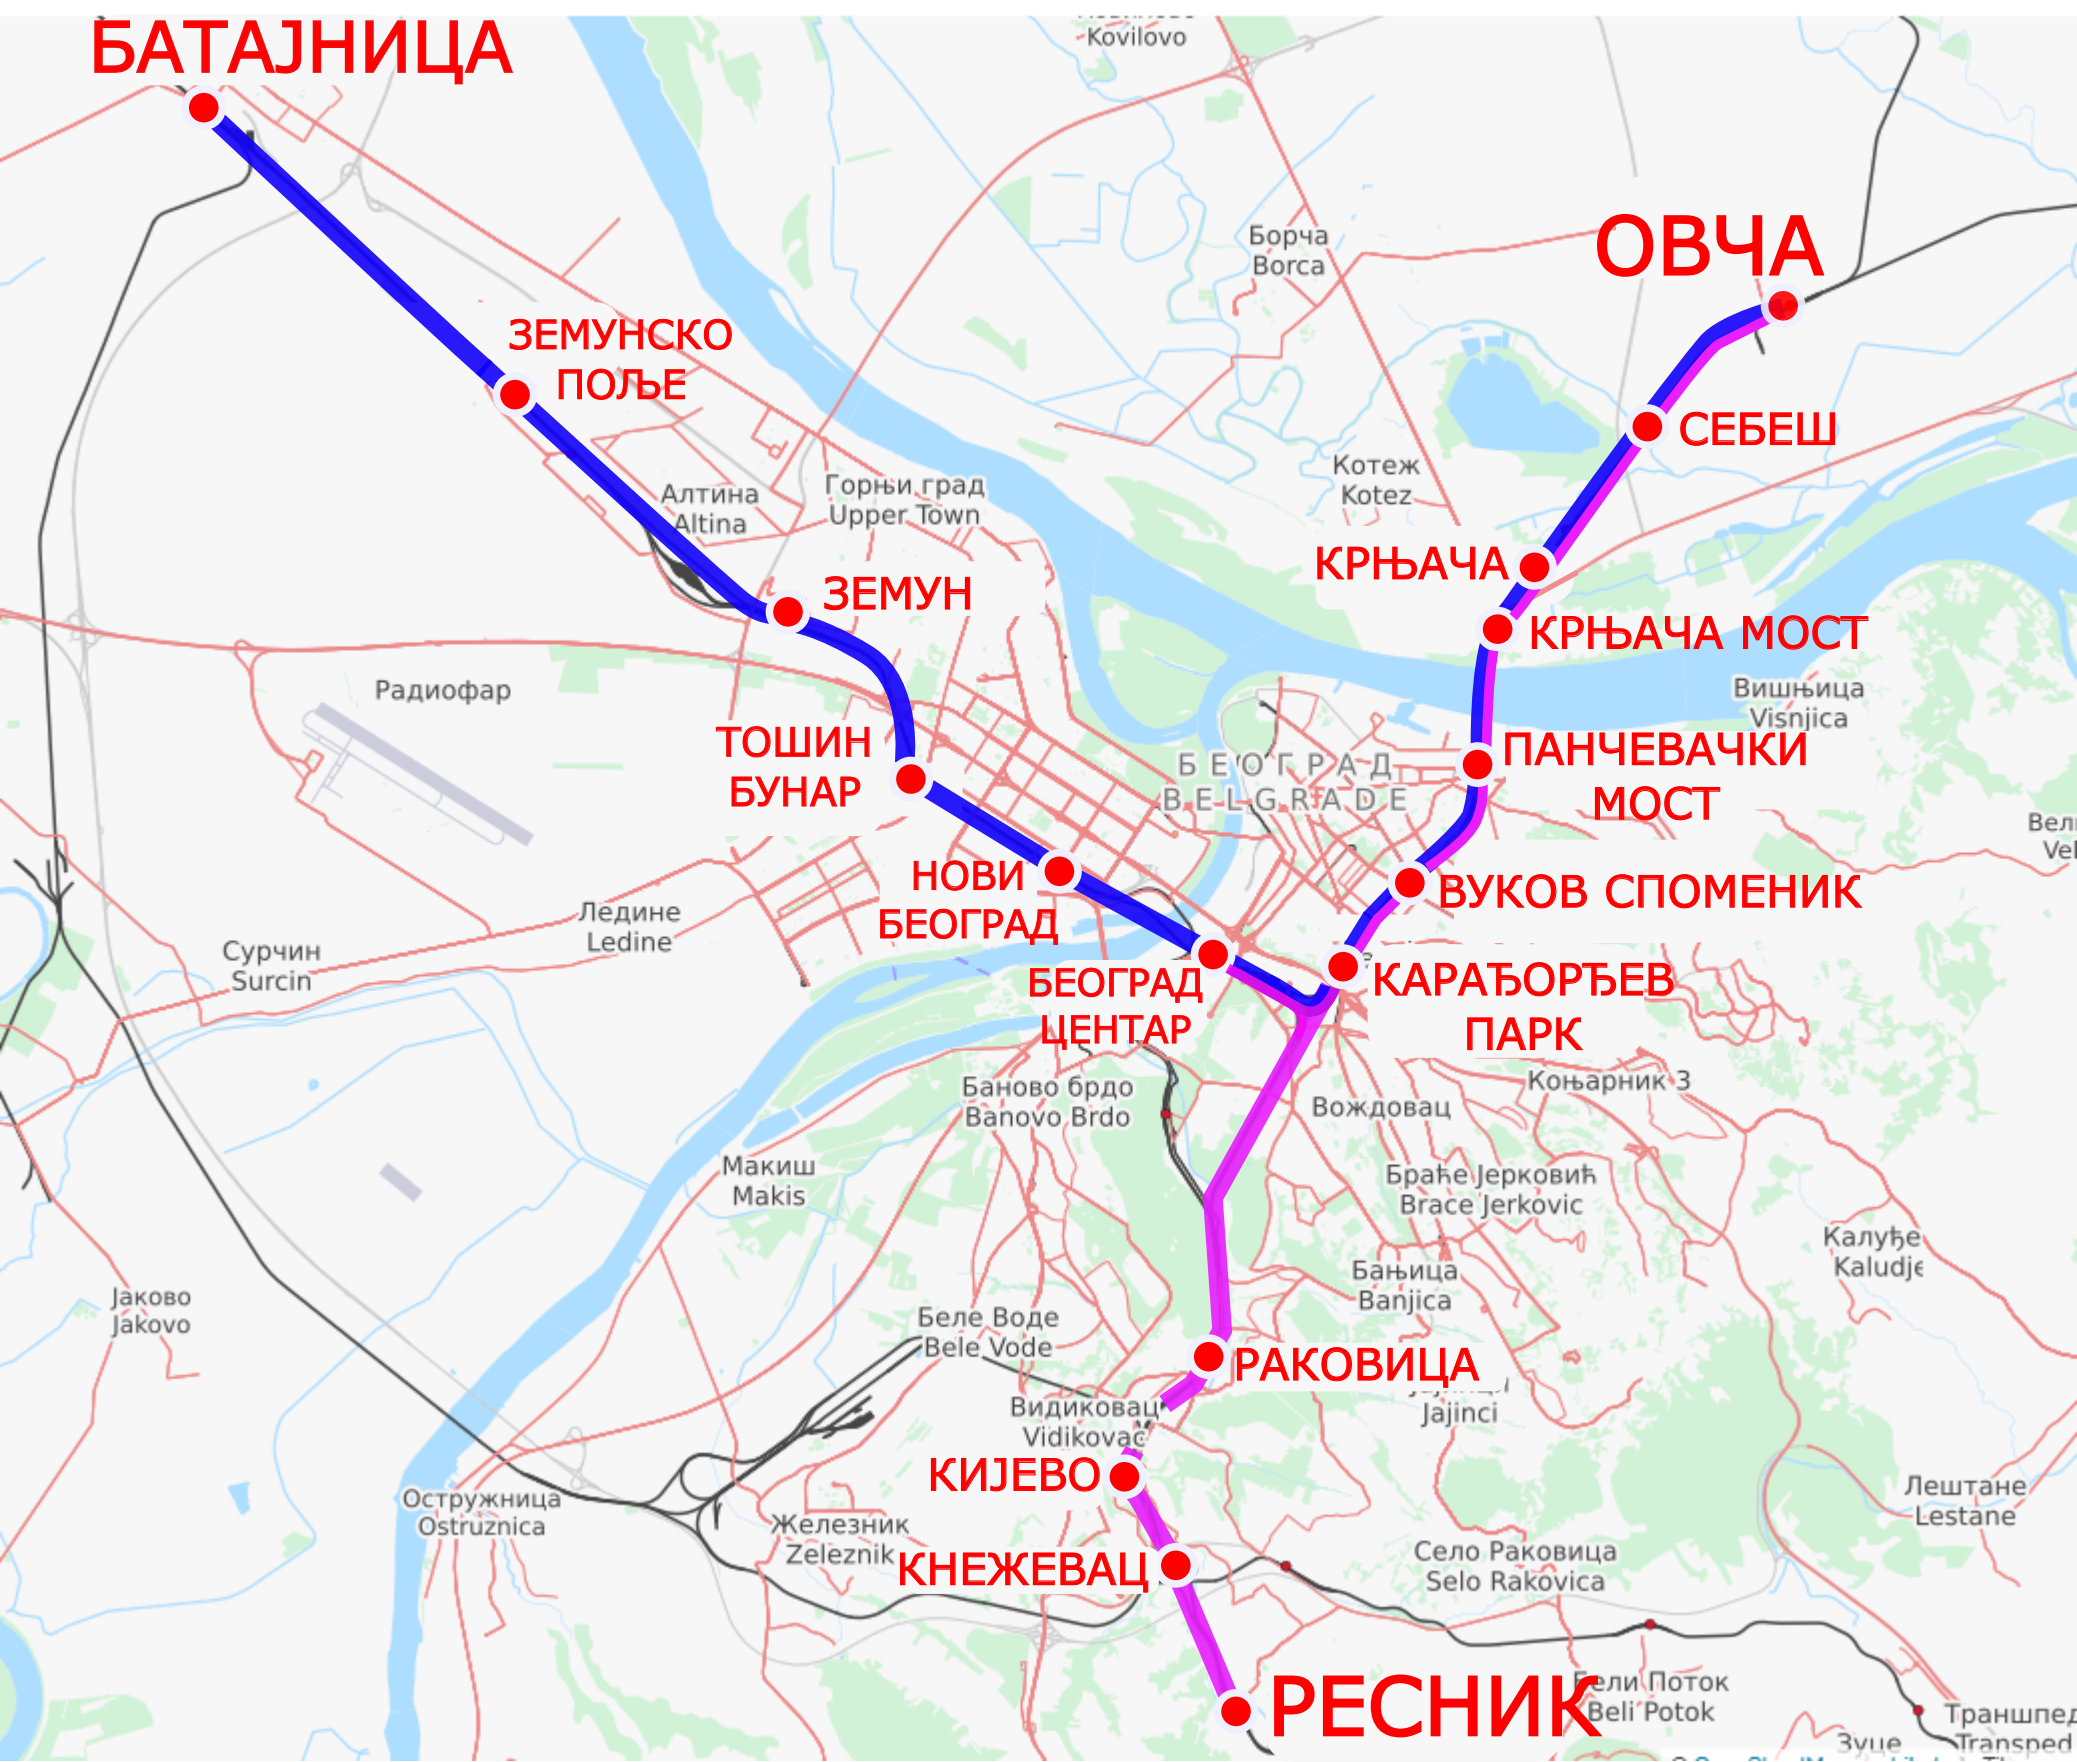 БАТАЈНИЦА
Kovilovo
ОВЧА
Борча
Borca
ЗЕМУНСКО
ПОЉЕ
СЕБЕШ
Котеж
Kotez
Алтина
Altina
Горњи град
Upper Town
КРЊАЧА
ЗЕМУН
КРЊАЧА МОСТ
Радиофар
Вишњица
Visnjica
ТОШИН
БУНАР
ПАНЧЕВАЧКИ
МОСТ
БЕОГРАД
BELGRADE
НОВИ
БЕОГРАД
ВУКОВ СПОМЕНИК
Ледине
Ledine
Сурчин
Surcin
БЕОГРАД
ЦЕНТАР
КАРАЂОРЂЕВ
ПАРК
Коњарник 3
Баново брдо
Banovo Brdo
Вождовац
Макиш
Makis
Браће Јерковић
Brace Jerkovic
Калуђе
Kaludje
Бањица
Banjica
Јаково
Jakovo
Беле Воде
Bele Vode
РАКОВИЦА
Jajinci
Видиковац
Vidikovac
КИЈЕВО
Остружница
Ostruznica
Лештане
Lestane
Железник
Zeleznik
КНЕЖЕВАЦ
Село Раковица
Selo Rakovica
РЕСНИК
Бели Поток
Beli Potok
Траншпед
Transped
Зуце